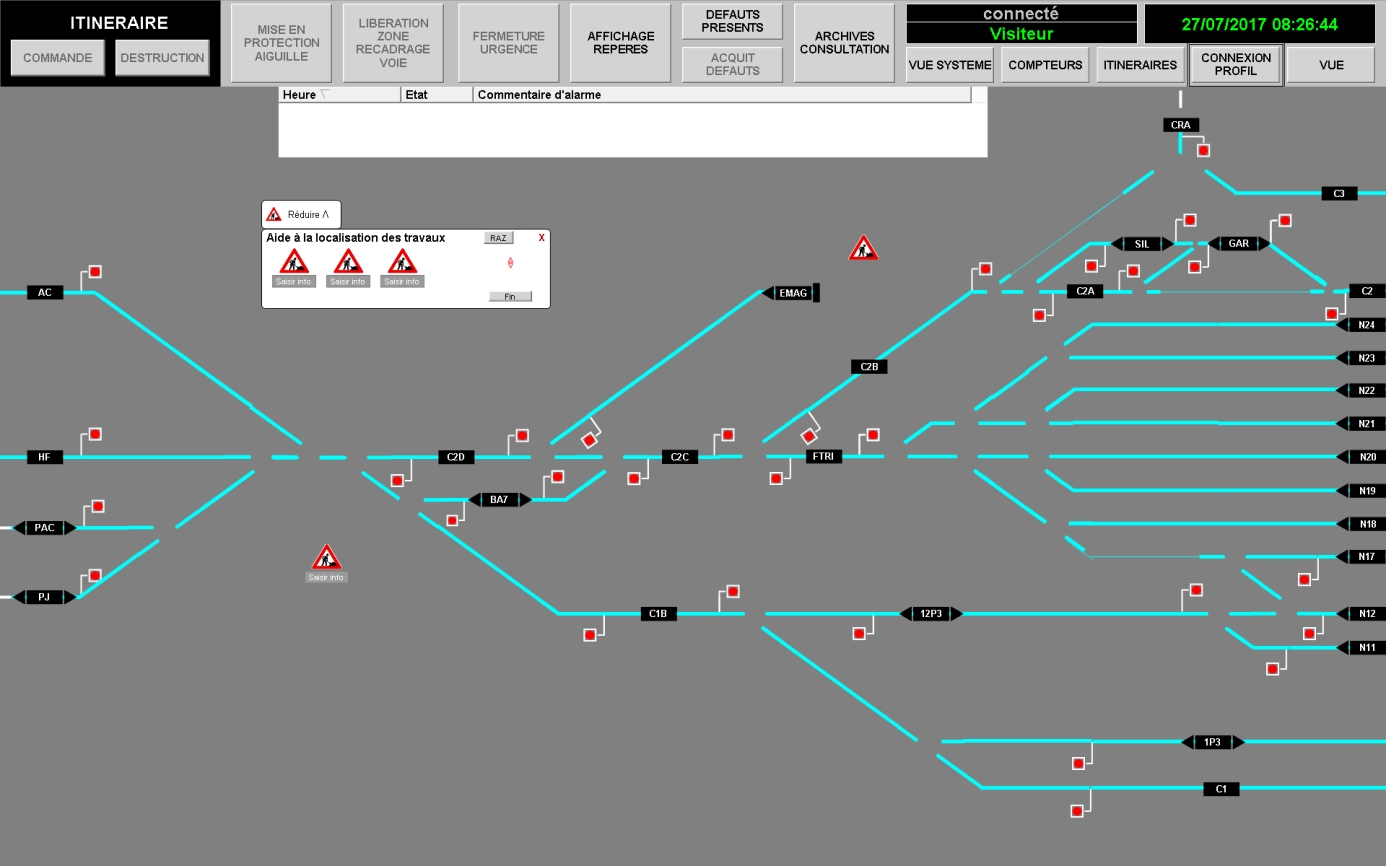 ITINERAIRE
COMMANDE
DESTRUCTION
MISE EN
PROTECTION
AIGUILLE
LIBERATION
ZONE
RECADRAGE
VOIE
FERMETURE
URGENCE
AFFICHAGE
REPERES
DEFAUTS
PRESENTS
ACQUIT
DEFAUTS
ARCHIVES
CONSULTATION
connecté
Visiteur
27/07/2017 08:26:44
VUE SYSTEME
COMPTEURS
ITINERAIRES
CONNEXION
PROFIL
VUE
Heure
Etat
Commentaire d'alarme
CRA
C3
Réduire Λ
Aide à la localisation des travaux
RAZ
X
Saisir info
Saisir info
Saisir info
Fin
SIL
GAR
AC
EMAG
C2A
C2
N24
C2B
N23
N22
N21
HF
C2D
C2C
FTRI
N20
BA7
N19
PAC
N18
N17
Saisir info
PJ
C1B
12P3
N12
N11
1P3
C1